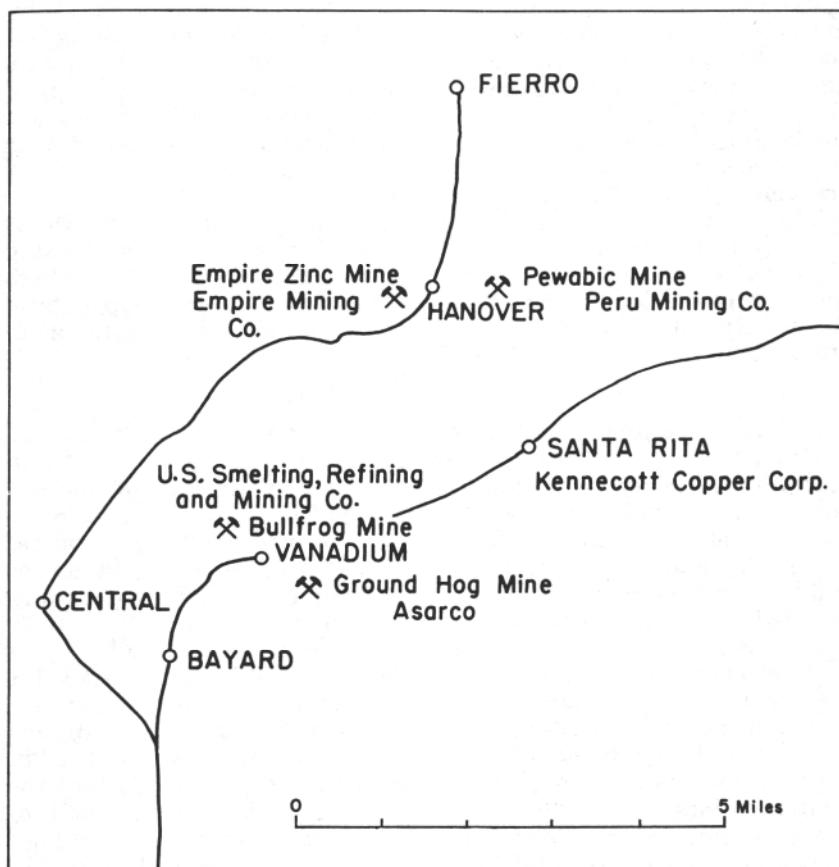 FIERRO
Empire Zinc Mine
Empire Mining
Co.
HANOVER
Pewabic Mine
Peru Mining Co.
SANTA RITA
Kennecott Copper Corp.
U.S. Smelting, Refining
and Mining Co.
Bullfrog Mine
VANADIUM
Ground Hog Mine
Asarco
CENTRAL
BAYARD
0 5 Miles